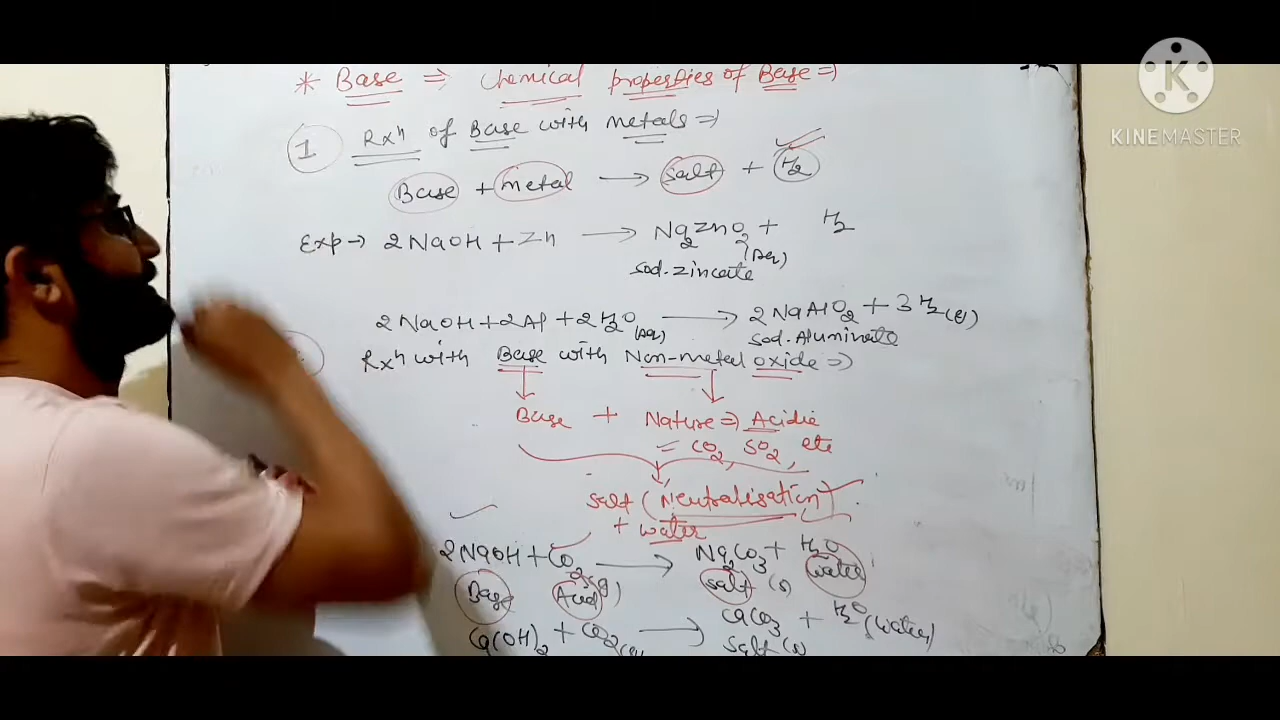 * Base ⇒ Chemical properties of Base ⇒
1 Rxⁿ of Base with metals ⇒
Base + metal → salt + H₂
Exp → 2NaOH + Zn → Na₂ZnO₂ + H₂
(Aq)
Sod. zincate
2NaOH + 2Al + 2H₂O (Aq) → 2NaAlO₂ + 3H₂ (g)
Sod. Aluminate
Rxⁿ with Base with Non-metal oxide ⇒
Base + Nature ⇒ Acidic
= CO₂, SO₂, etc
Salt (Neutralisation)
+ water
2NaOH + CO₂ (g) → Na₂CO₃ + H₂O
Base Acid salt (s) water
Ca(OH)₂ + CO₂ → CaCO₃ + H₂O (water)
Salt (s)
KINEMASTER